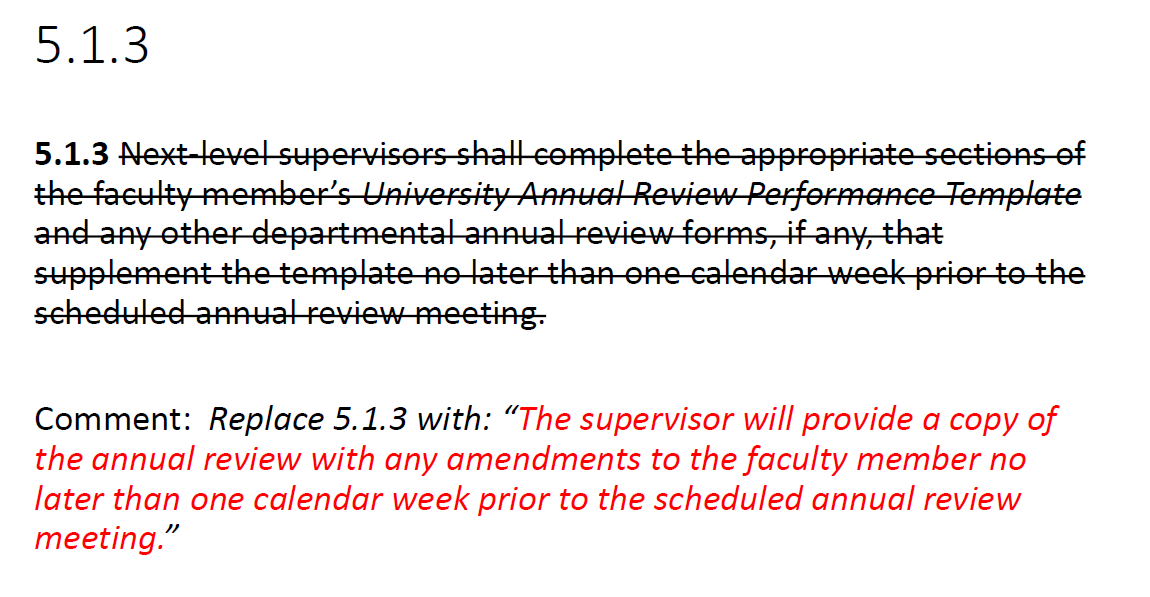 5.1.3
5.1.3 Next-level supervisors shall complete the appropriate sections of
the faculty member’s University Annual Review Performance Template
and any other departmental annual review forms, if any, that
supplement the template no later than one calendar week prior to the
scheduled annual review meeting.
Comment:  Replace 5.1.3 with: “The supervisor will provide a copy of
the annual review with any amendments to the faculty member no
later than one calendar week prior to the scheduled annual review
meeting.”